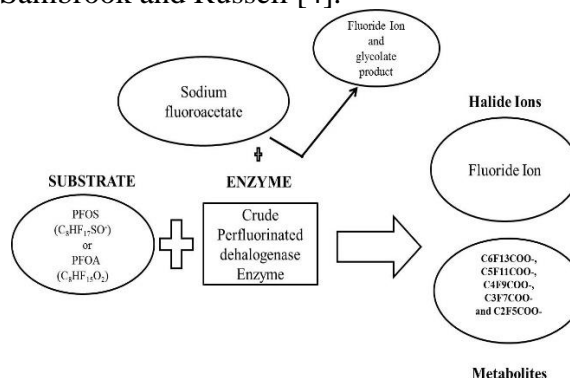 Sambrook and Russell [4].
Fluoride Ion
and
glycolate
product
Sodium
fluoroacetate
Halide Ions
Fluoride Ion
SUBSTRATE
ENZYME
PFOS
(C₈HF₁₇SO⁻)
or
PFOA
(C₈HF₁₅O₂)
Crude
Perfluorinated
dehalogenase
Enzyme
C6F13COO-,
C5F11COO-,
C4F9COO-,
C3F7COO-
and C2F5COO-
Metabolites